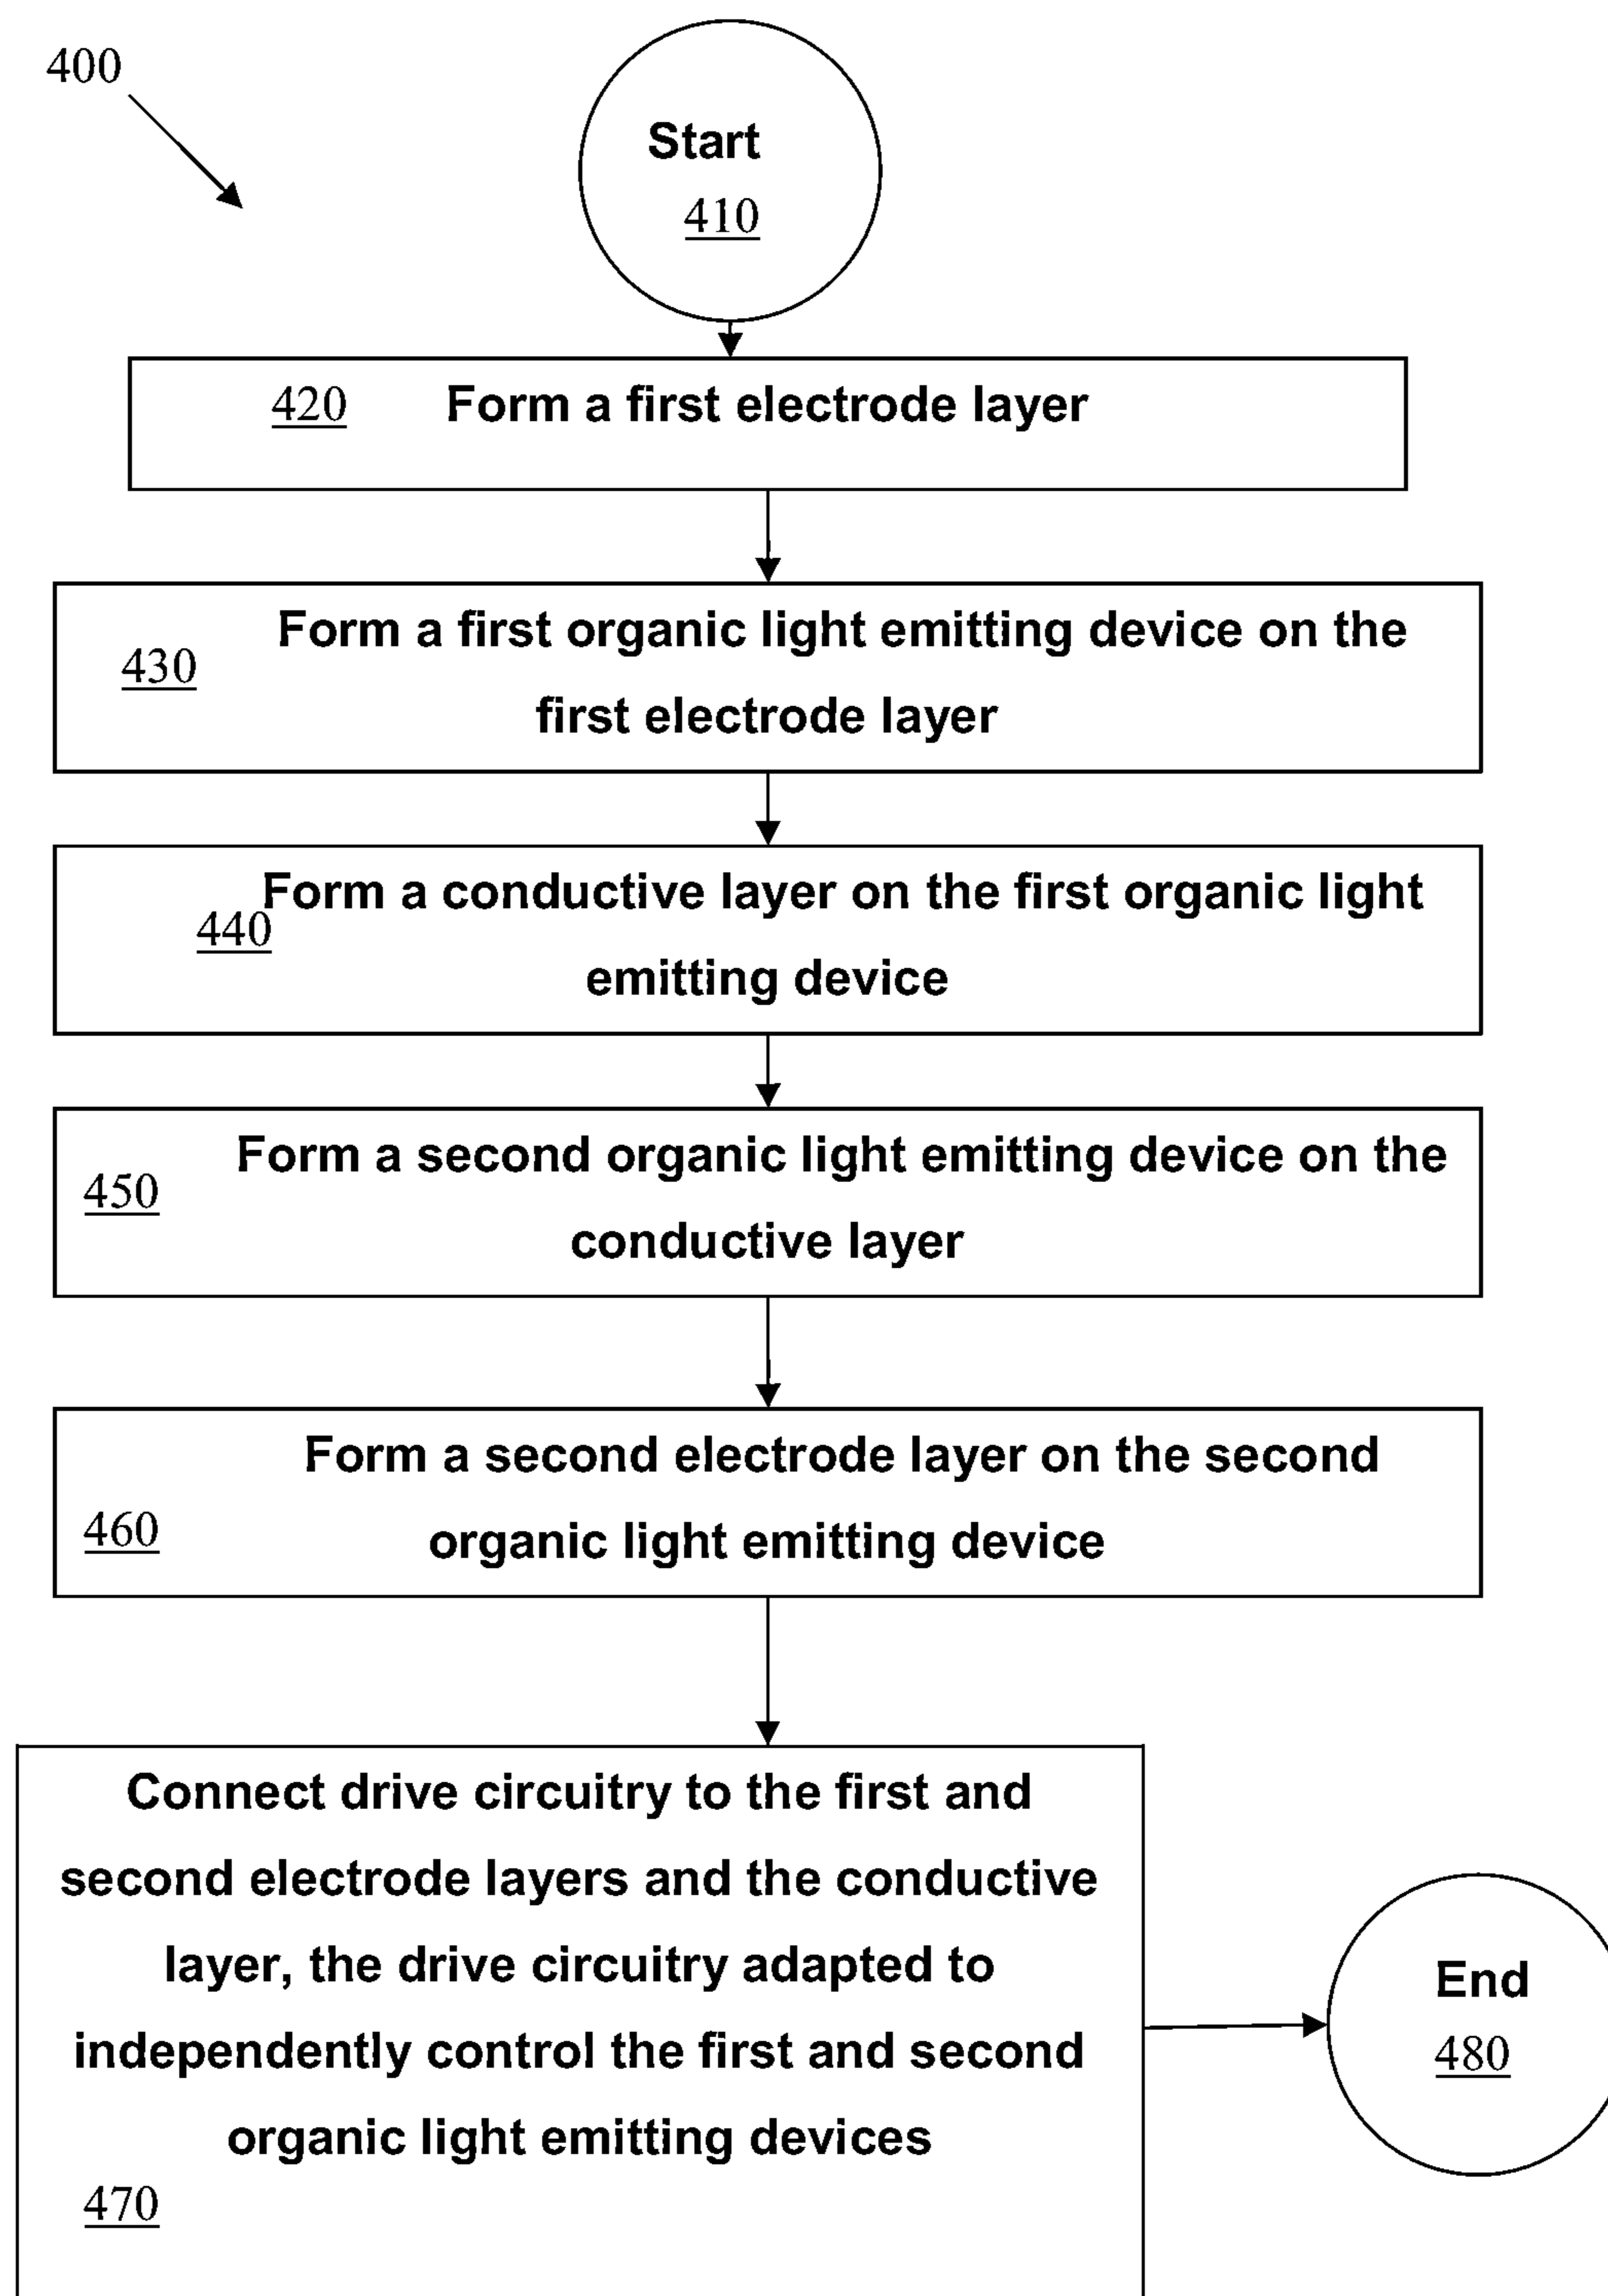 400
Start
410
420 Form a first electrode layer
Form a first organic light emitting device on the
430
first electrode layer
Form a conductive layer on the first organic light
440
emitting device
Form a second organic light emitting device on the
450
conductive layer
Form a second electrode layer on the second
460
organic light emitting device
Connect drive circuitry to the first and
second electrode layers and the conductive
layer, the drive circuitry adapted to
independently control the first and second
organic light emitting devices
470
End
480